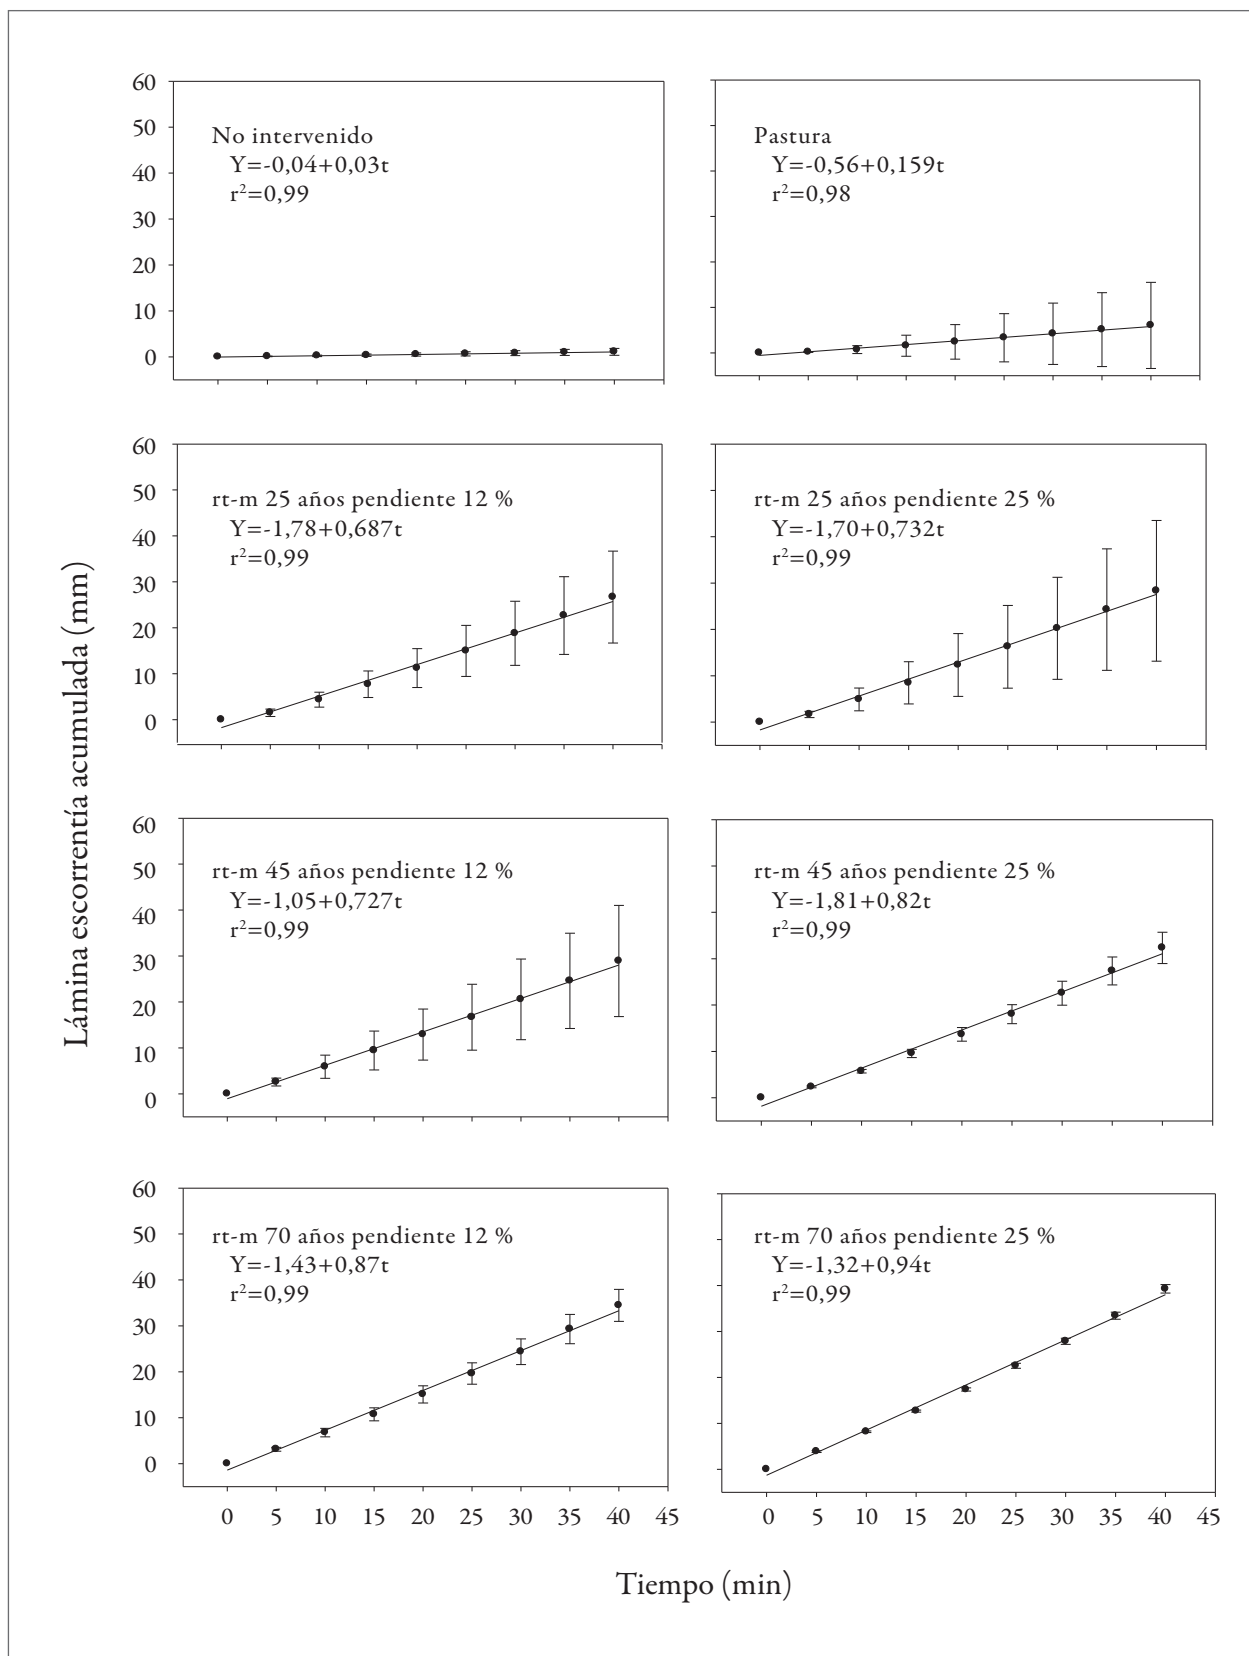 60
50
40
30
20
10
0
No intervenido
Y=-0,04+0,03t
r²=0,99
Pastura
Y=-0,56+0,159t
r²=0,98
60
50
40
30
20
10
0
rt-m 25 años pendiente 12 %
Y=-1,78+0,687t
r²=0,99
rt-m 25 años pendiente 25 %
Y=-1,70+0,732t
r²=0,99
Lámina escorrentía acumulada (mm)
60
50
40
30
20
10
0
rt-m 45 años pendiente 12 %
Y=-1,05+0,727t
r²=0,99
rt-m 45 años pendiente 25 %
Y=-1,81+0,82t
r²=0,99
60
50
40
30
20
10
0
rt-m 70 años pendiente 12 %
Y=-1,43+0,87t
r²=0,99
rt-m 70 años pendiente 25 %
Y=-1,32+0,94t
r²=0,99
0 5 10 15 20 25 30 35 40 45
0 5 10 15 20 25 30 35 40 45
Tiempo (min)